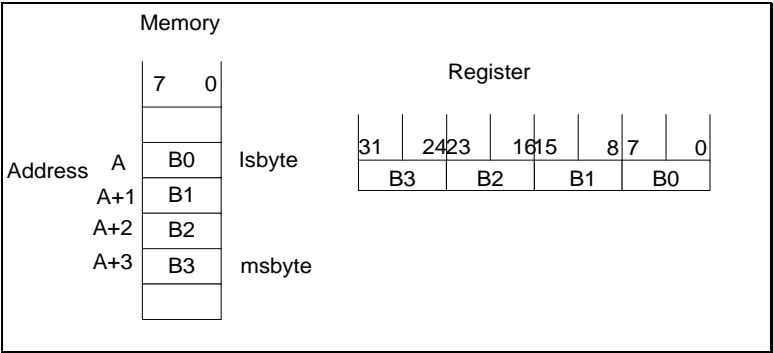 Memory
Register
7 0
31 24 23 16 15 8 7 0
Address A B0 lsbyte
B3 B2 B1 B0
A+1 B1
A+2 B2
A+3 B3 msbyte